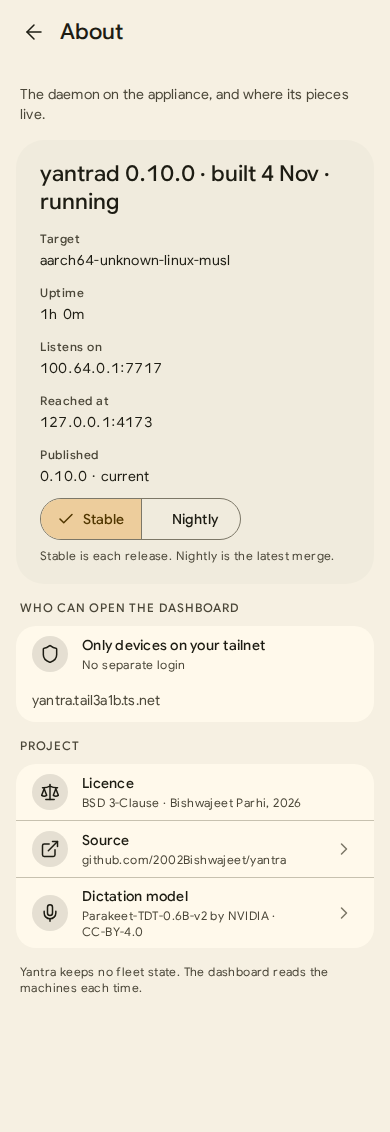 About
The daemon on the appliance, and where its pieces
live.
yantrad 0.10.0 · built 4 Nov ·
running
Target
aarch64-unknown-linux-musl
Uptime
1h 0m
Listens on
100.64.0.1:7717
Reached at
127.0.0.1:4173
Published
0.10.0 · current
Stable
Nightly
Stable is each release. Nightly is the latest merge.
WHO CAN OPEN THE DASHBOARD
Only devices on your tailnet
No separate login
yantra.tail3a1b.ts.net
PROJECT
Licence
BSD 3-Clause · Bishwajeet Parhi, 2026
Source
github.com/2002Bishwajeet/yantra
Dictation model
Parakeet-TDT-0.6B-v2 by NVIDIA ·
CC-BY-4.0
Yantra keeps no fleet state. The dashboard reads the
machines each time.